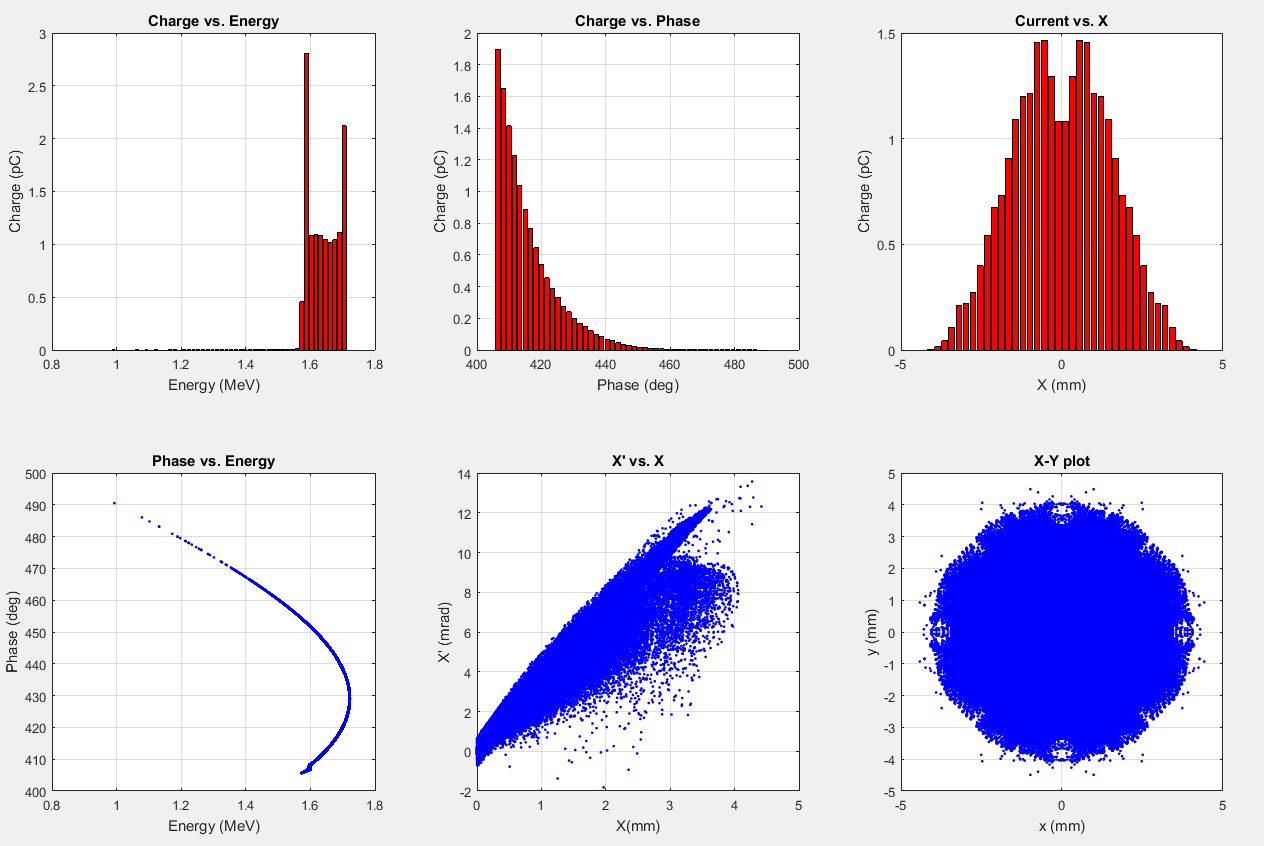 Charge vs. Energy
3
2.5
2
1.5
1
0.5
0
Charge (pC)
0.8 1 1.2 1.4 1.6 1.8
Energy (MeV)
Charge vs. Phase
2
1.8
1.6
1.4
1.2
1
0.8
0.6
0.4
0.2
0
Charge (pC)
400 420 440 460 480 500
Phase (deg)
Current vs. X
1.5
1
0.5
0
Charge (pC)
-5 0 5
X (mm)
Phase vs. Energy
500
490
480
470
460
450
440
430
420
410
400
Phase (deg)
0.8 1 1.2 1.4 1.6 1.8
Energy (MeV)
X' vs. X
14
12
10
8
6
4
2
0
-2
X' (mrad)
0 1 2 3 4 5
X(mm)
X-Y plot
5
4
3
2
1
0
-1
-2
-3
-4
-5
y (mm)
-5 0 5
x (mm)